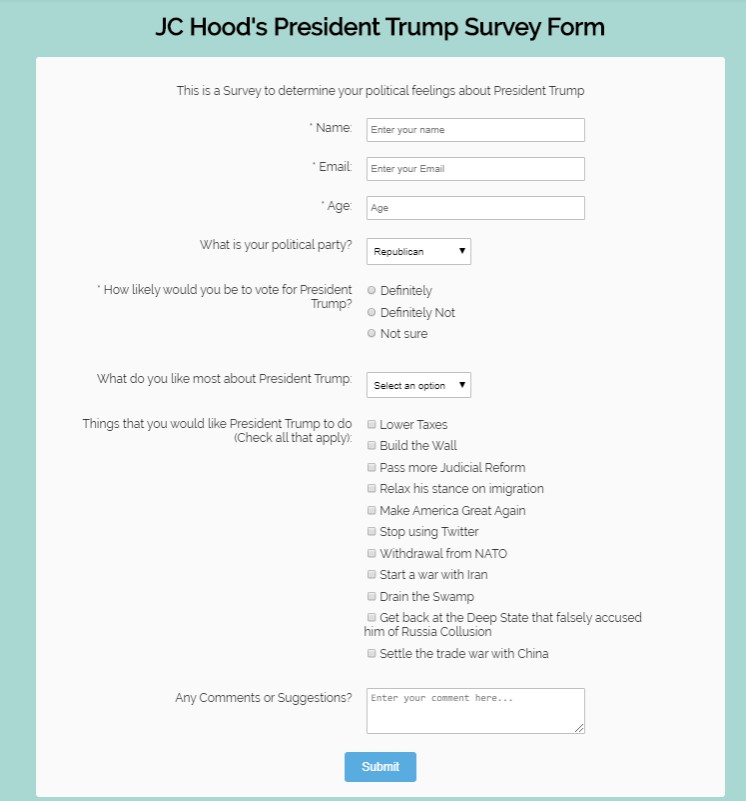 JC Hood's President Trump Survey Form
This is a Survey to determine your political feelings about President Trump
* Name: Enter your name
* Email: Enter your Email
* Age: Age
What is your political party? Republican
* How likely would you be to vote for President
Trump?
Definitely
Definitely Not
Not sure
What do you like most about President Trump: Select an option
Things that you would like President Trump to do
(Check all that apply):
Lower Taxes
Build the Wall
Pass more Judicial Reform
Relax his stance on imigration
Make America Great Again
Stop using Twitter
Withdrawal from NATO
Start a war with Iran
Drain the Swamp
Get back at the Deep State that falsely accused
him of Russia Collusion
Settle the trade war with China
Any Comments or Suggestions? Enter your comment here...
Submit